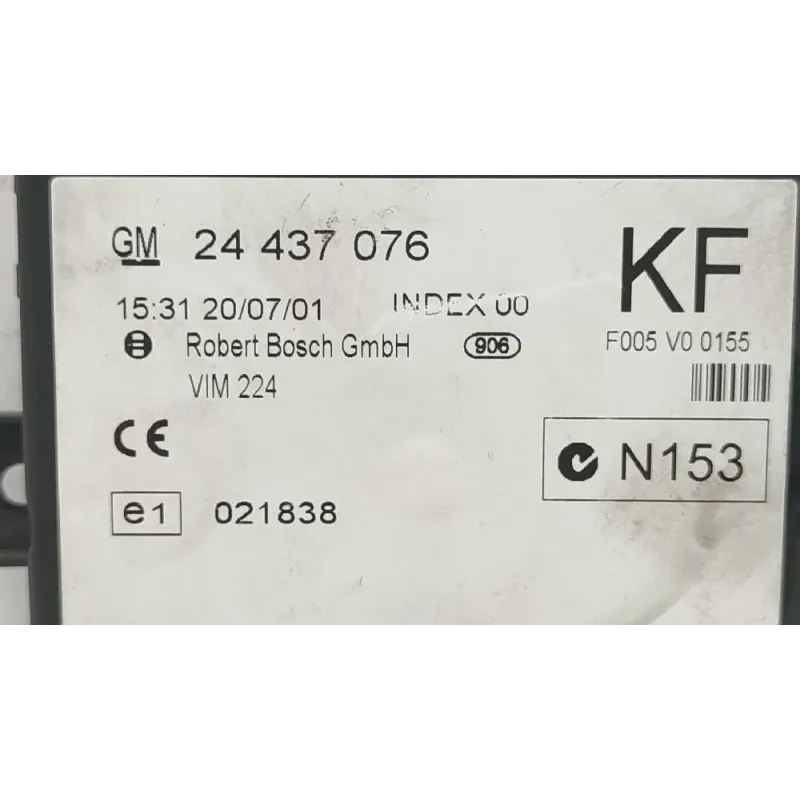 GM 24 437 076
KF
15:31 20/07/01 INDEX 00
Robert Bosch GmbH 906
F005 V0 0155
VIM 224
CE
N153
e1 021838